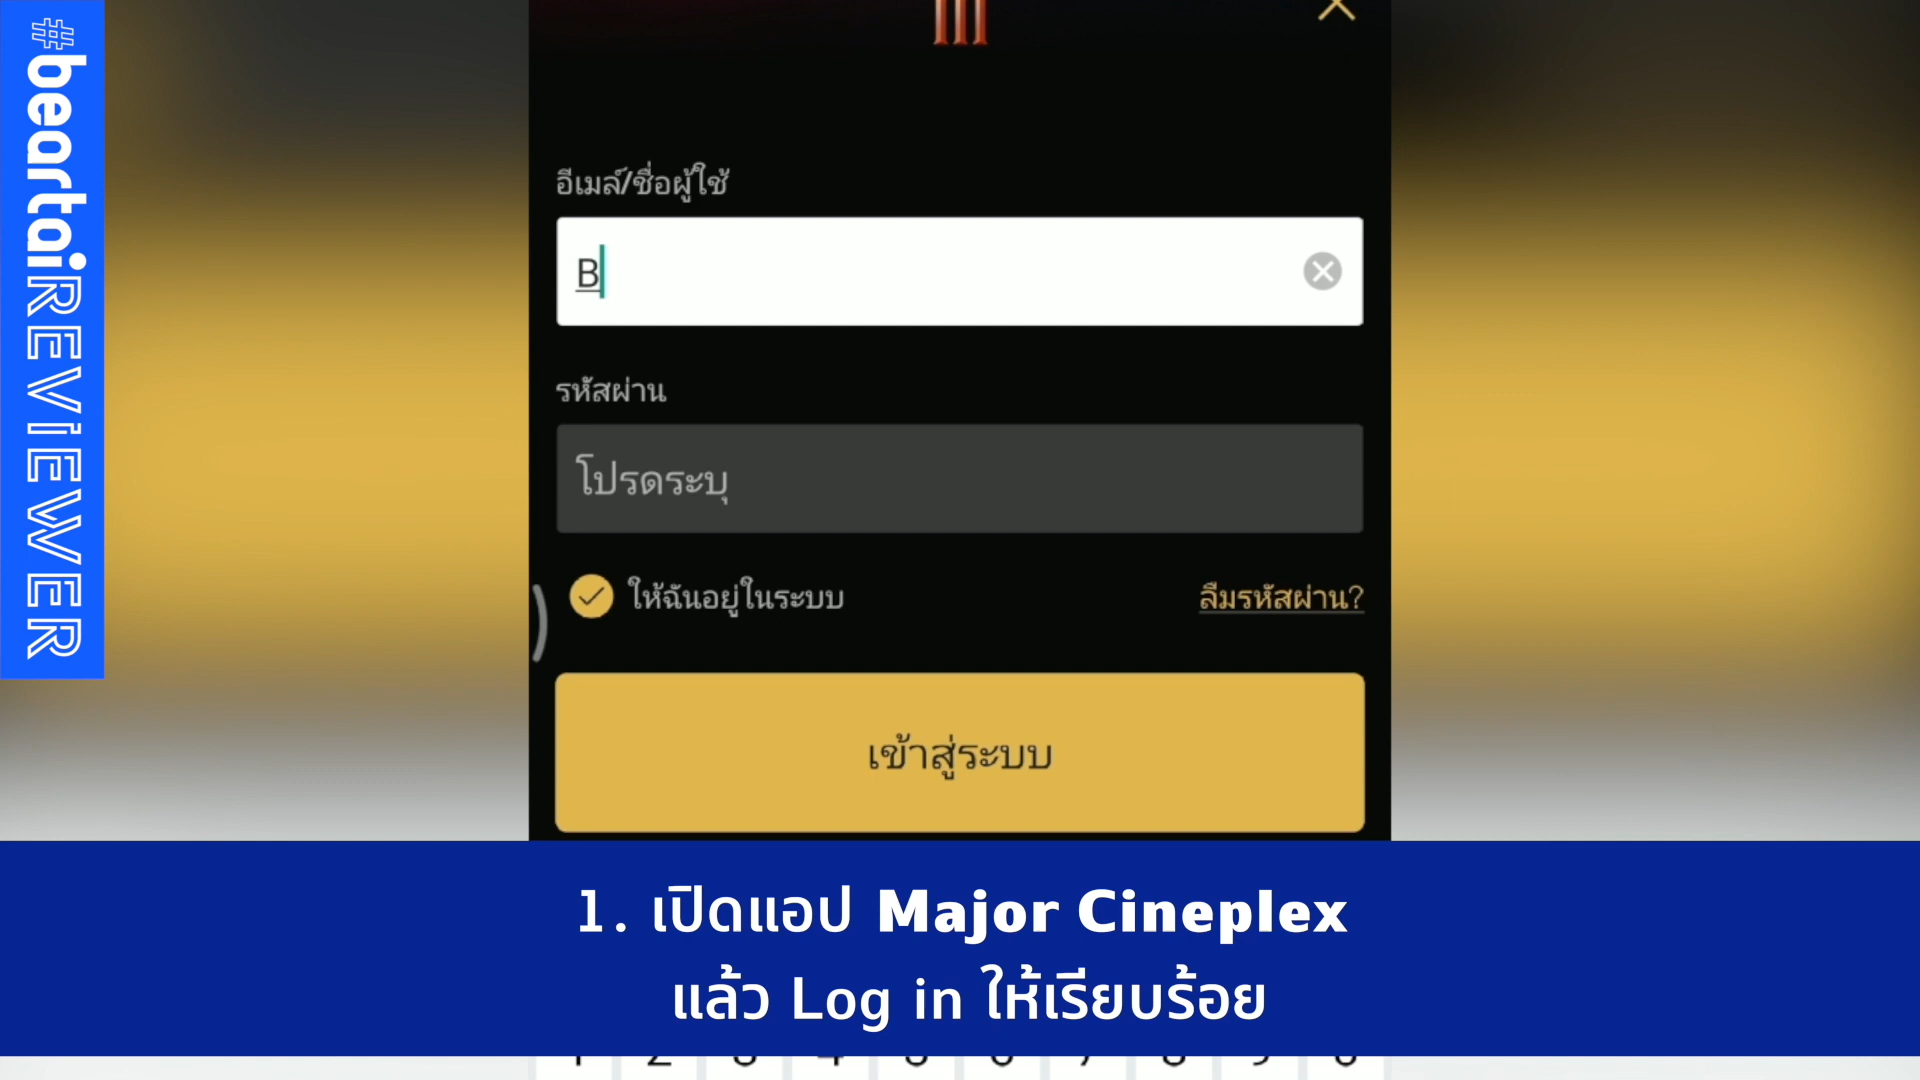 #beartai REVIEWER
อีเมล์/ชื่อผู้ใช้
B
รหัสผ่าน
โปรดระบุ
ให้ฉันอยู่ในระบบ
ลืมรหัสผ่าน?
เข้าสู่ระบบ
1. เปิดแอป Major Cineplex
แล้ว Log in ให้เรียบร้อย